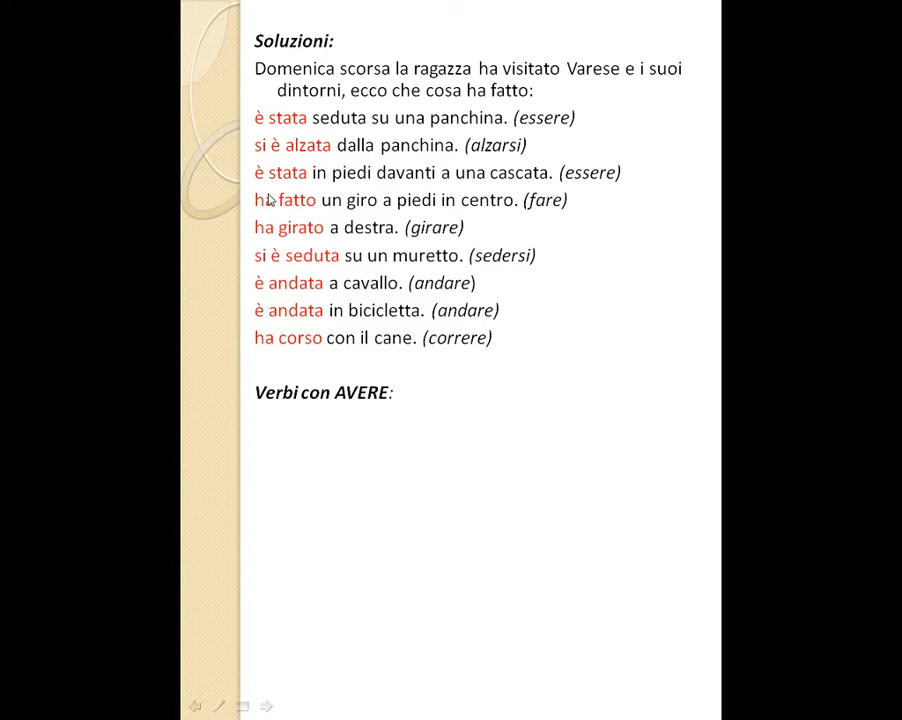 Soluzioni:
Domenica scorsa la ragazza ha visitato Varese e i suoi
dintorni, ecco che cosa ha fatto:
è stata seduta su una panchina. (essere)
si è alzata dalla panchina. (alzarsi)
è stata in piedi davanti a una cascata. (essere)
ha fatto un giro a piedi in centro. (fare)
ha girato a destra. (girare)
si è seduta su un muretto. (sedersi)
è andata a cavallo. (andare)
è andata in bicicletta. (andare)
ha corso con il cane. (correre)
Verbi con AVERE: